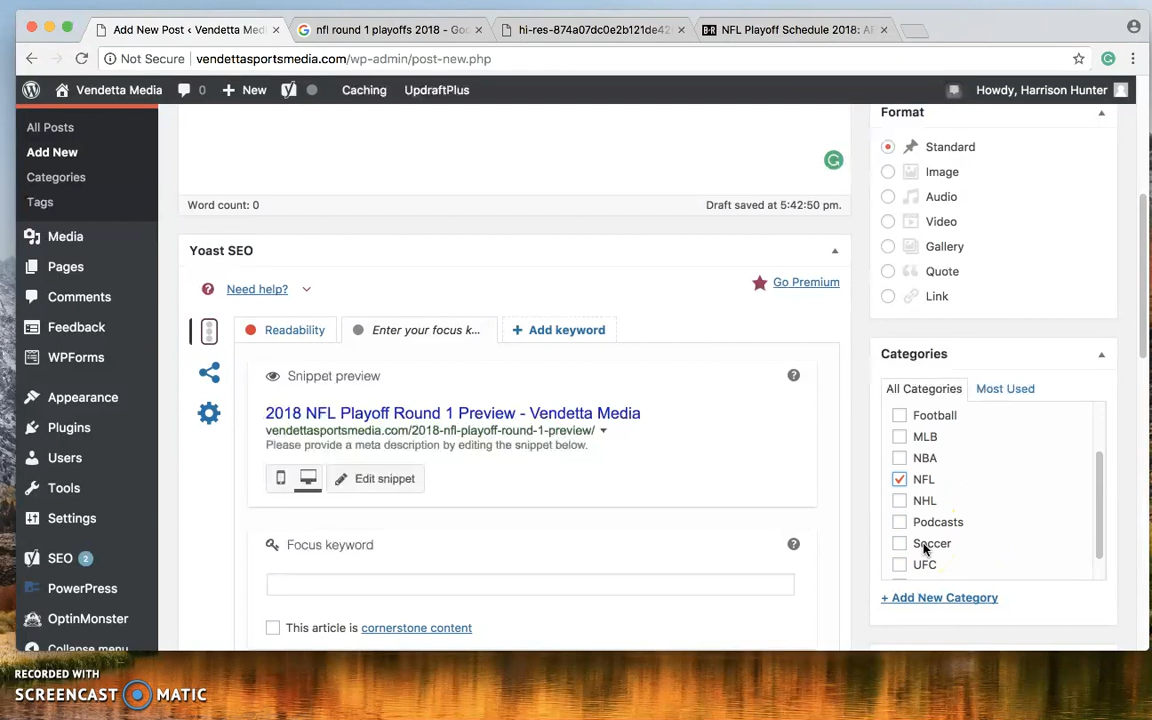 Add New Post ‹ Vendetta Medi
nfl round 1 playoffs 2018 - Goo
hi-res-874a07dc0e2b121de42
B/R NFL Playoff Schedule 2018: AF
Not Secure
vendettasportsmedia.com/wp-admin/post-new.php
Vendetta Media
0
New
Caching
UpdraftPlus
Howdy, Harrison Hunter
All Posts
Add New
Categories
Tags
Media
Pages
Comments
Feedback
WPForms
Appearance
Plugins
Users
Tools
Settings
SEO 2
PowerPress
OptinMonster
Collapse menu
Word count: 0
Draft saved at 5:42:50 pm.
Yoast SEO
Need help?
Go Premium
Readability
Enter your focus k...
Add keyword
Snippet preview
2018 NFL Playoff Round 1 Preview - Vendetta Media
vendettasportsmedia.com/2018-nfl-playoff-round-1-preview/
Please provide a meta description by editing the snippet below.
Edit snippet
Focus keyword
This article is cornerstone content
Format
Standard
Image
Audio
Video
Gallery
Quote
Link
Categories
All Categories
Most Used
Football
MLB
NBA
NFL
NHL
Podcasts
Soccer
UFC
+ Add New Category
RECORDED WITH
SCREENCAST MATIC